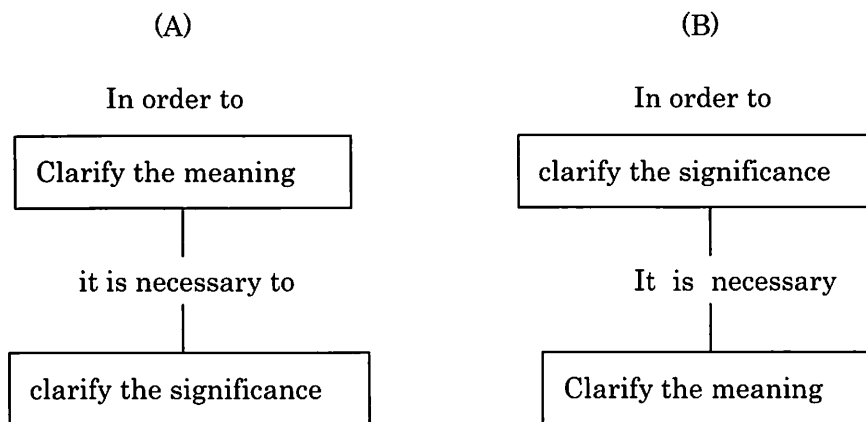 (A)
In order to
Clarify the meaning
it is necessary to
clarify the significance
(B)
In order to
clarify the significance
It is necessary
Clarify the meaning